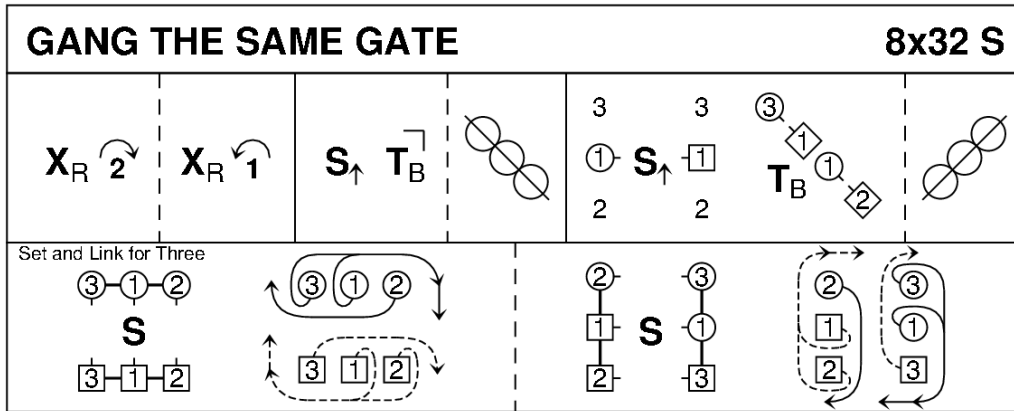 GANG THE SAME GATE 8x32 S
3 3 3
X R 2 X R 1 S T B 1 S 1 1 1
T B 2
2 2
Set and Link for Three
3 1 2 3 1 2 2 3 2 3
S 1 S 1 1 1
3 1 2 3 1 2 2 3 2 3